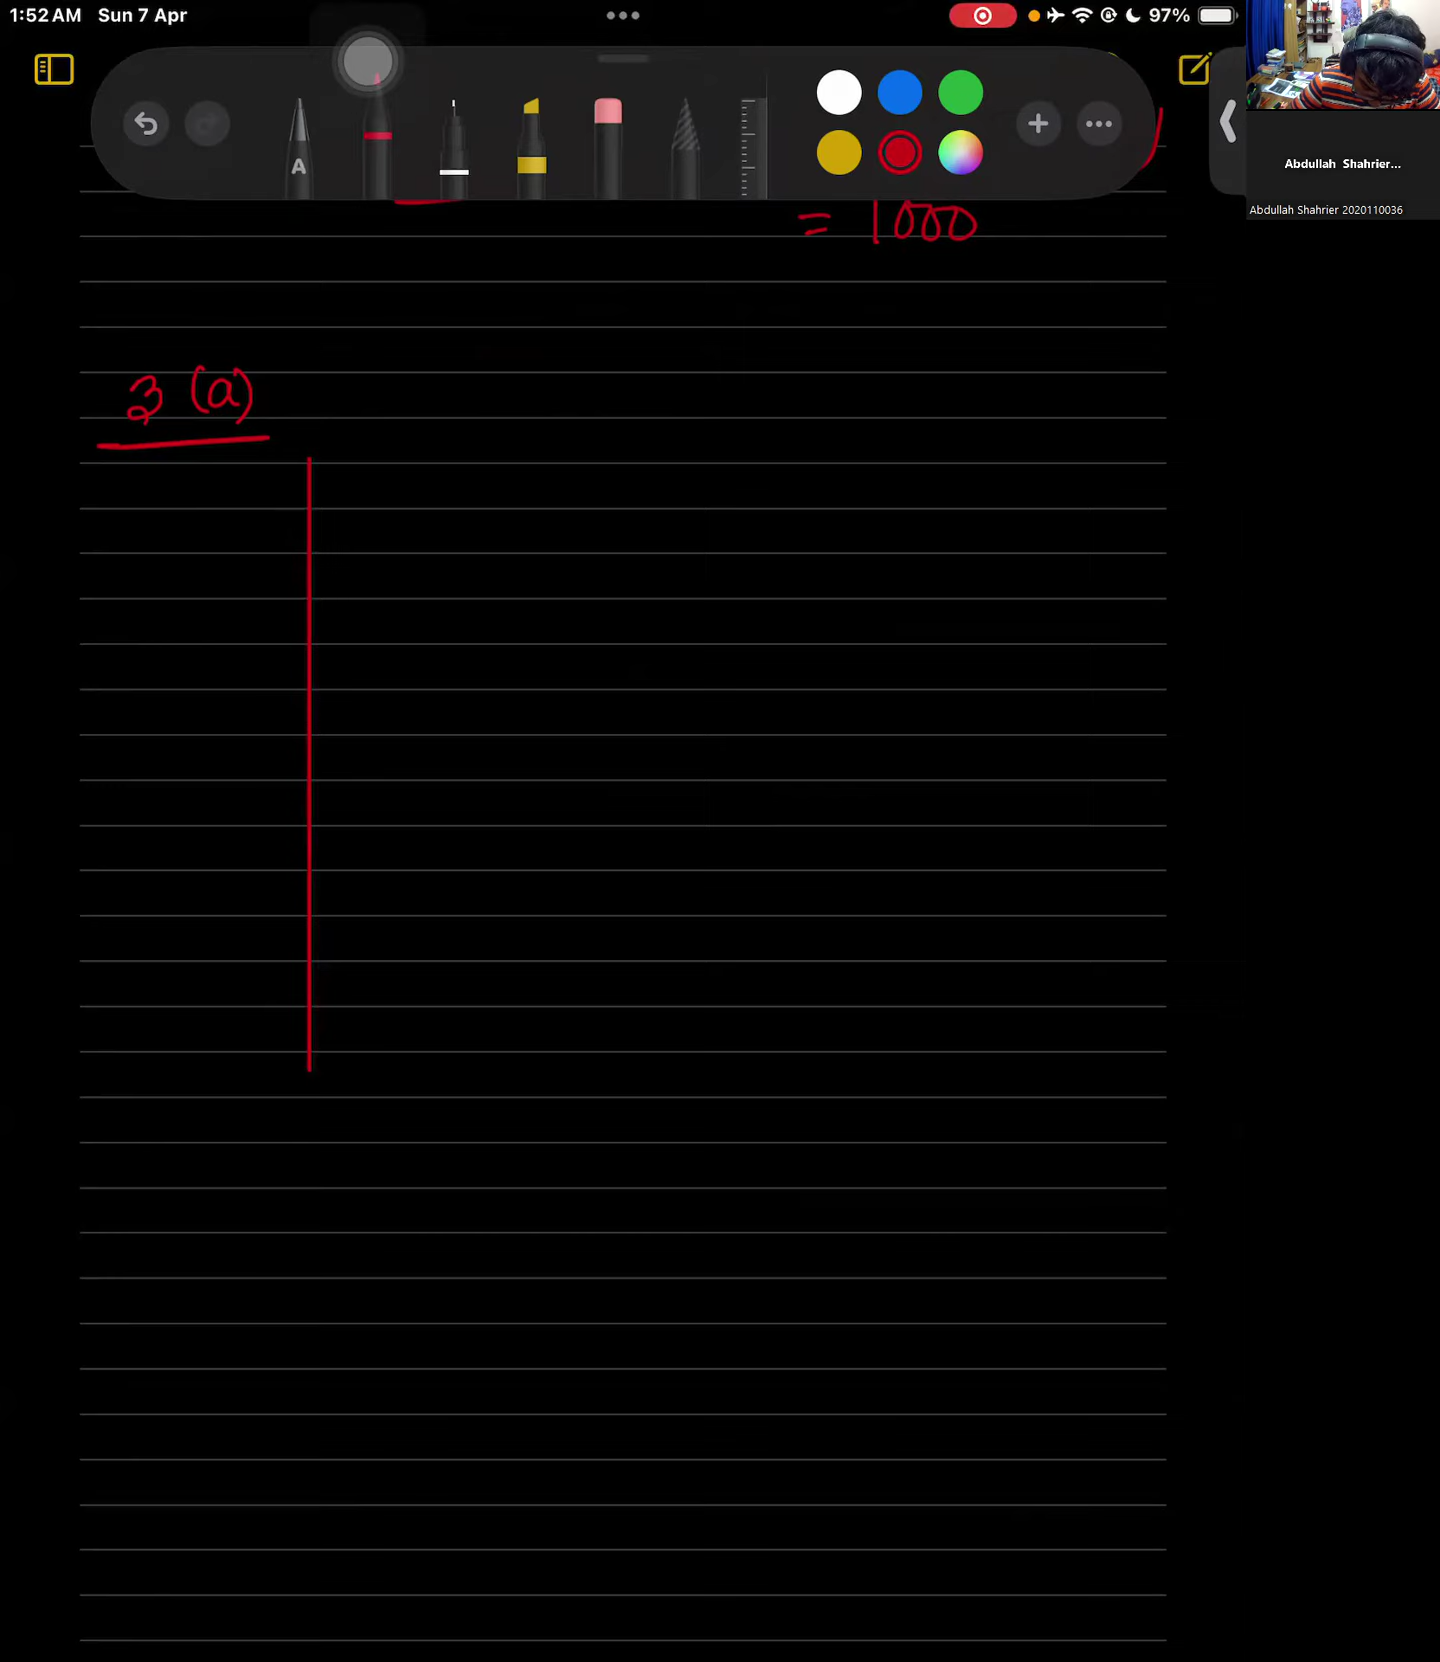 1:52 AM Sun 7 Apr 97%
A
Abdullah Shahrier...
Abdullah Shahrier 2020110036
= 1000
3 (a)